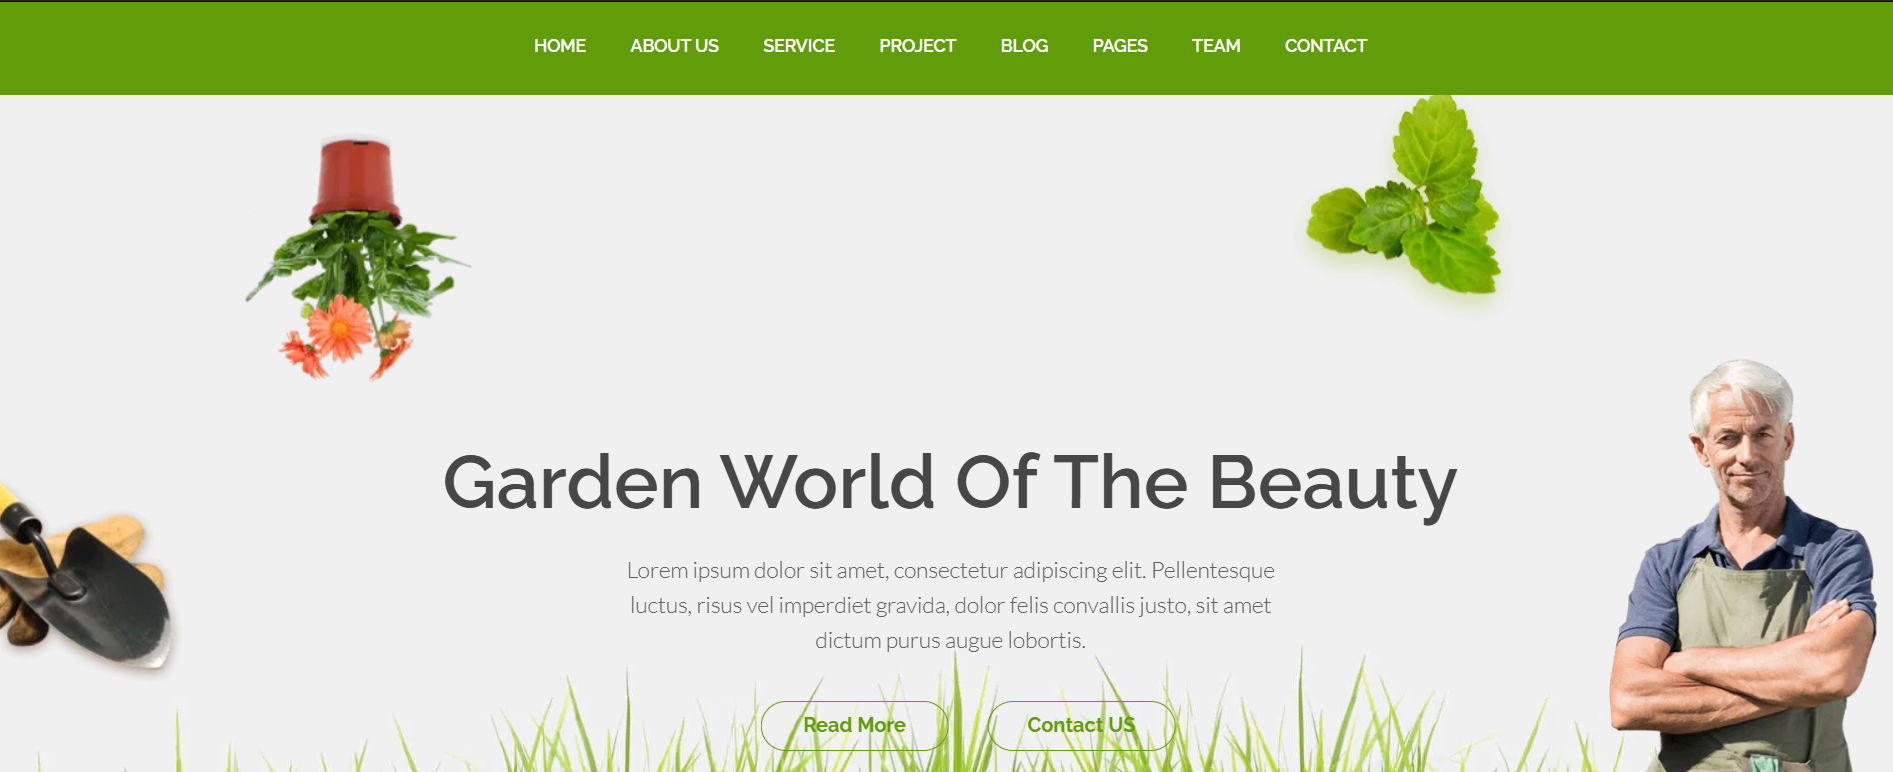 HOME ABOUT US SERVICE PROJECT BLOG PAGES TEAM CONTACT
Garden World Of The Beauty
Lorem ipsum dolor sit amet, consectetur adipiscing elit. Pellentesque
luctus, risus vel imperdiet gravida, dolor felis convallis justo, sit amet
dictum purus augue lobortis.
Read More Contact US